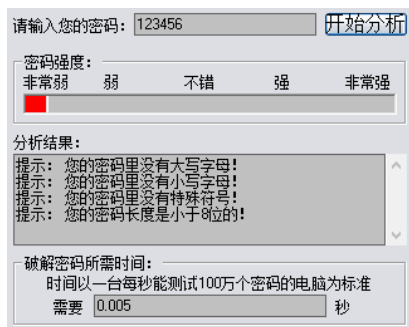 请输入您的密码: 123456 开始分析
密码强度:
非常弱 弱 不错 强 非常强
分析结果:
提示: 您的密码里没有大写字母!
提示: 您的密码里没有小写字母!
提示: 您的密码里没有特殊符号!
提示: 您的密码长度是小于8位的!
破解密码所需时间:
时间以一台每秒能测试100万个密码的电脑为标准
需要 0.005 秒